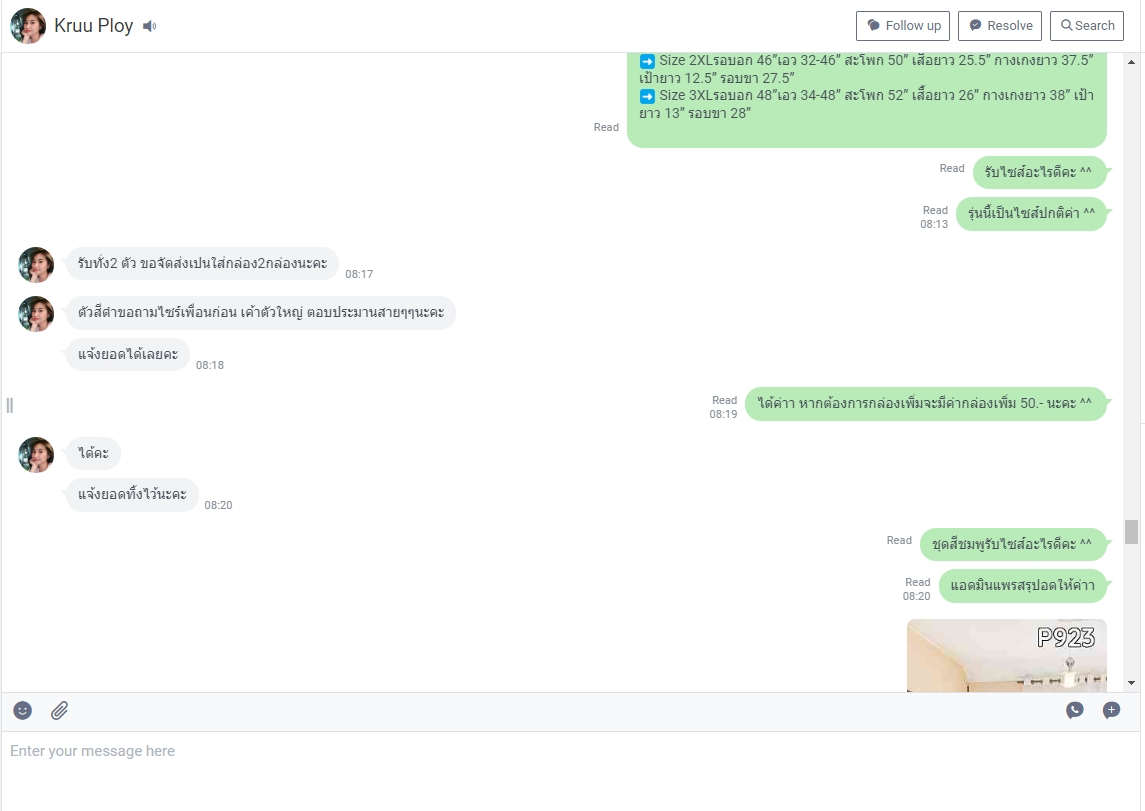 Kruu Ploy
Follow up
Resolve
Search
Size 2XLรอบอก 46”เอว 32-46” สะโพก 50” เสื้อยาว 25.5” กางเกงยาว 37.5”
เป้ายาว 12.5” รอบขา 27.5”
Size 3XLรอบอก 48”เอว 34-48” สะโพก 52” เสื้อยาว 26” กางเกงยาว 38” เป้า
ยาว 13” รอบขา 28”
Read
รับไซส์อะไรดีคะ ^^
Read
รุ่นนี้เป็นไซส์ปกติค่า ^^
Read
08:13
รับทั่ง2 ตัว ขอจัดส่งเปนใส่กล่อง2กล่องนะคะ
08:17
ตัวสีดำขอถามไซร์เพื่อนก่อน เค้าตัวใหญ่ ตอบประมานสายๆๆนะคะ
แจ้งยอดได้เลยคะ
08:18
ได้ค่าา หากต้องการกล่องเพิ่มจะมีค่ากล่องเพิ่ม 50.- นะคะ ^^
Read
08:19
ได้คะ
แจ้งยอดทิ้งไว้นะคะ
08:20
ชุดสีชมพูรับไซส์อะไรดีคะ ^^
Read
แอดมินแพรสรุปอดให้ค่าา
Read
08:20
P923
Enter your message here